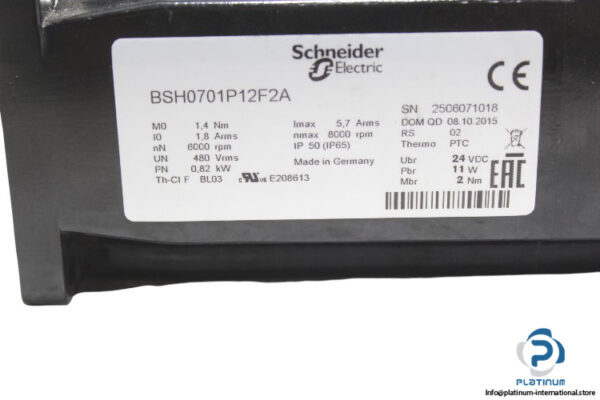 Schneider
Electric
CE
BSH0701P12F2A
SN 2506071018
DOM QD 08.10.2015
RS 02
Thermo PTC
M0 1,4 Nm
I0 1,8 Arms
nN 6000 rpm
UN 480 Vrms
PN 0,82 kW
Th-Cl F BL03
Imax 5,7 Arms
nmax 8000 rpm
IP 50 (IP65)
Made in Germany
c UR us E208613
Ubr 24 VDC
Pbr 11 W
Mbr 2 Nm
EAC
PLATINUM
Info@platinum-international.store